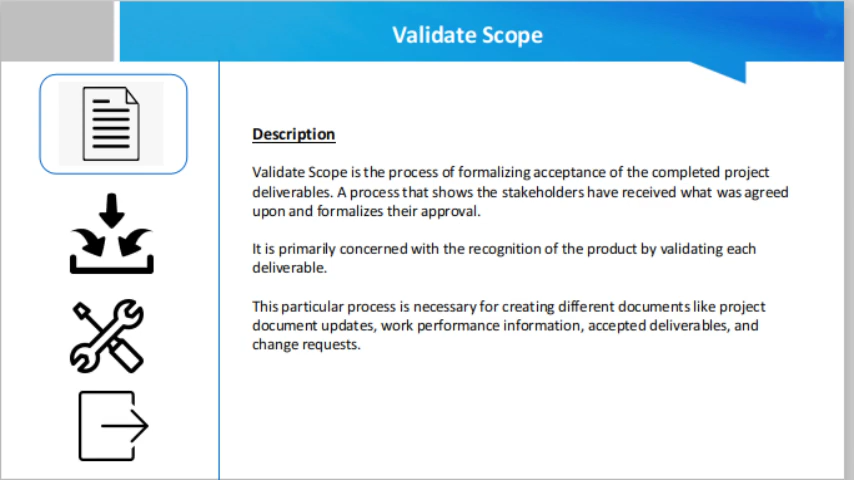 Validate Scope
Description
Validate Scope is the process of formalizing acceptance of the completed project
deliverables. A process that shows the stakeholders have received what was agreed
upon and formalizes their approval.
It is primarily concerned with the recognition of the product by validating each
deliverable.
This particular process is necessary for creating different documents like project
document updates, work performance information, accepted deliverables, and
change requests.